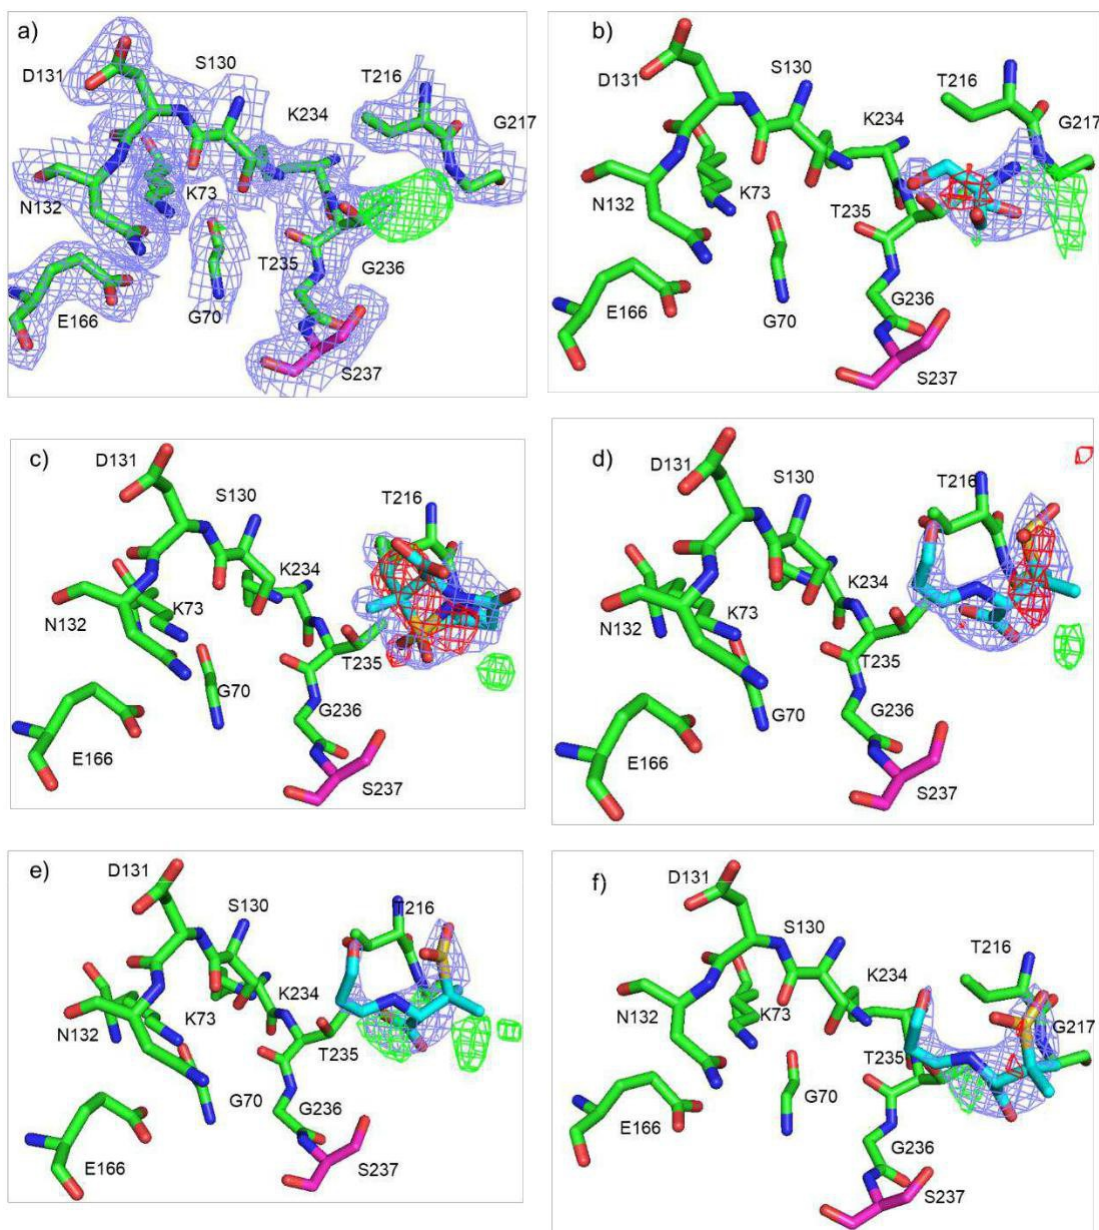 a)
D131
S130
K234
T216
G217
N132
K73
T235
G236
E166
G70
S237
b)
D131
S130
T216
K234
G217
N132
K73
T235
G236
E166
G70
S237
c)
D131
S130
T216
K234
N132
K73
T235
G70
G236
E166
S237
d)
D131
S130
T216
K234
N132
K73
T235
G70
G236
E166
S237
e)
D131
S130
T216
K234
N132
K73
T235
G70
G236
E166
S237
f)
D131
S130
T216
K234
N132
K73
T235
G217
G70
G236
E166
S237